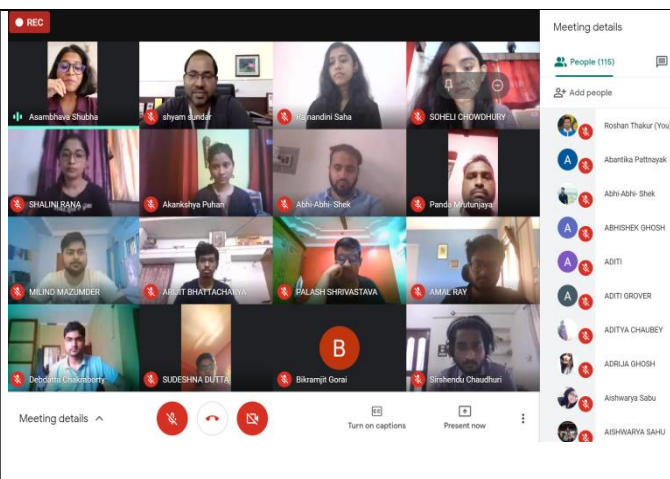 REC
Meeting details
People (115)
Add people
Asambhava Shubha
shyam sundar
Rajnandini Saha
SOHELI CHOWDHURY
SHALINI RANA
Akankshya Puhan
Abhi-Abhi- Shek
Panda Mrutunjaya
MILIND MAZUMDER
ARIJIT BHATTACHARYA
PALASH SHRIVASTAVA
AMAL RAY
Debdatta Chakraborty
SUDESHNA DUTTA
B
Bikramjit Gorai
Sirshendu Chaudhuri
Roshan Thakur (You)
A
Abantika Pattnayak
Abhi-Abhi- Shek
A
ABHISHEK GHOSH
A
ADITI
A
ADITI GROVER
ADITYA CHAUBEY
ADRIJA GHOSH
Aishwarya Sabu
AISHWARYA SAHU
Meeting details
CC
Turn on captions
Present now